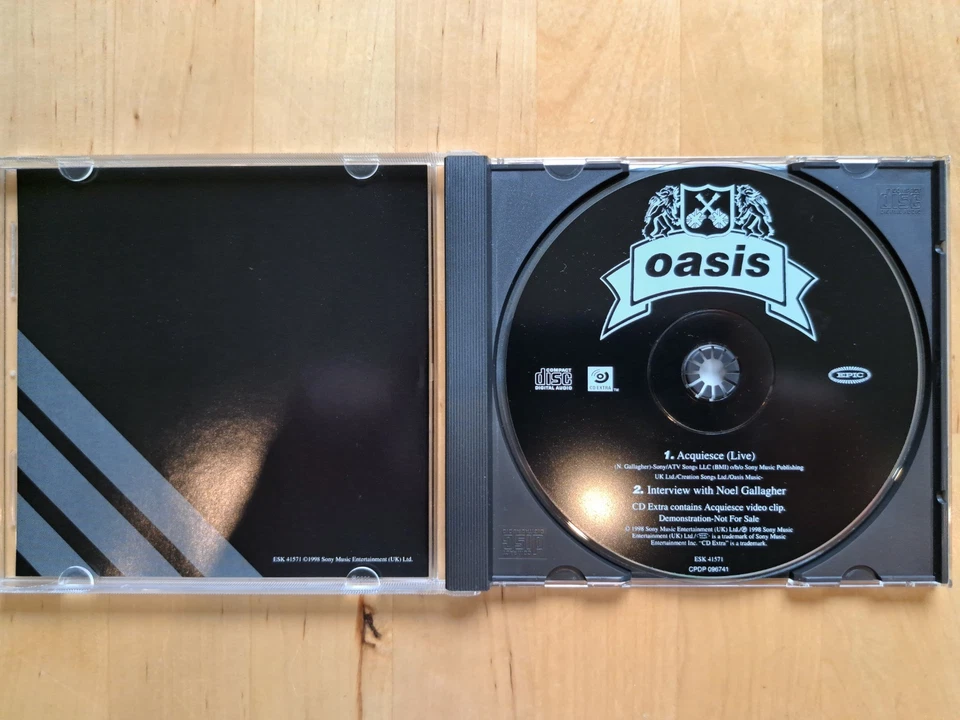 ESK 41571 ©1998 Sony Music Entertainment (UK) Ltd.
oasis
COMPACT
disc
DIGITAL AUDIO
CD EXTRA
TM
EPIC
1. Acquiesce (Live)
(N. Gallagher)-Sony/ATV Songs LLC (BMI) o/b/o Sony Music Publishing
UK Ltd./Creation Songs Ltd./Oasis Music-
2. Interview with Noel Gallagher
CD Extra contains Acquiesce video clip.
Demonstration-Not For Sale
© 1998 Sony Music Entertainment (UK) Ltd./℗ 1998 Sony Music
Entertainment (UK) Ltd./ is a trademark of Sony Music
Entertainment Inc. "CD Extra" is a trademark.
ESK 41571
CPDP 096741